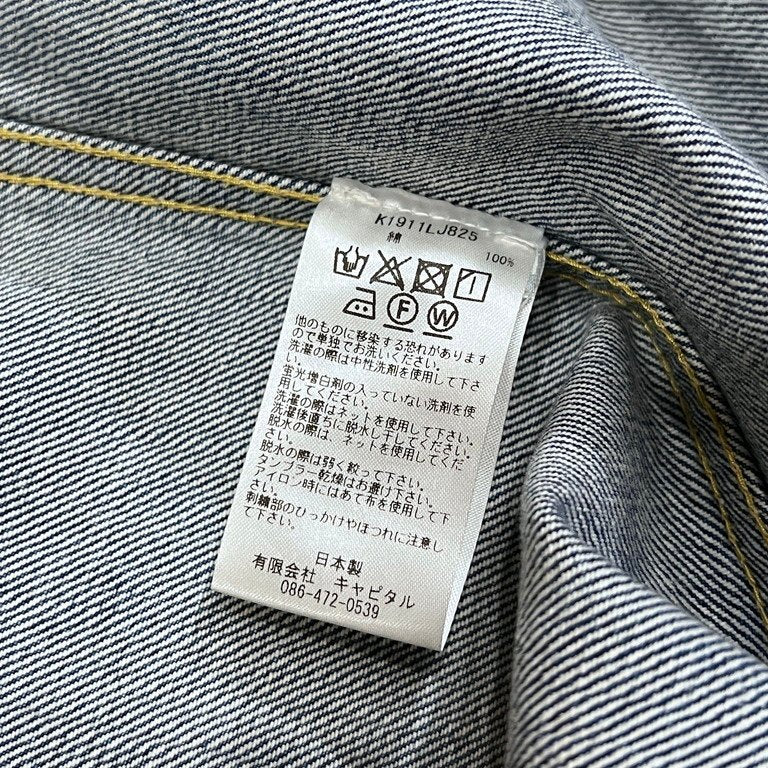 K1911LJ825
綿 100%
F W
他のものに移染する恐れがあります
ので単独でお洗いください。
洗濯の際は中性洗剤を使用して下さ
い。
蛍光増白剤の入っていない洗剤を使
用して下さい。
洗濯の際はネットを使用して下さい。
洗濯後直ちに脱水し干してください。
脱水の際は、ネットを使用してくだ
さい。
脱水の際は弱く絞って下さい。
タンブラー乾燥はお避け下さい。
アイロン時にはあて布を使用して下
さい。
刺繍部のひっかけやほつれに注意し
て下さい。
日本製
有限会社 キャピタル
086-472-0539